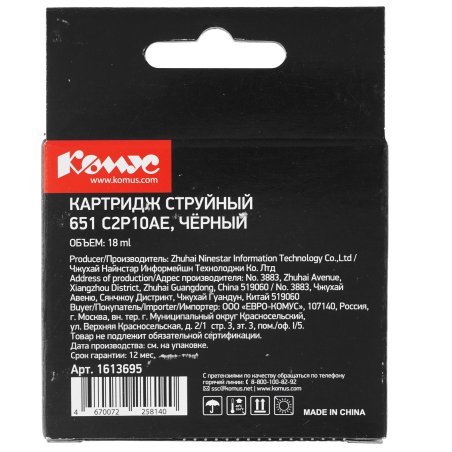 Комус
www.komus.com
КАРТРИДЖ СТРУЙНЫЙ
651 C2P10AE, ЧЁРНЫЙ
ОБЪЕМ: 18 ml
Producer/Производитель: Zhuhai Ninestar Information Technology Co.,Ltd /
Чжухай Найнстар Информейшн Технолоджи Ко. Лтд
Address of production/Адрес производства: No. 3883, Zhuhai Avenue,
Xiangzhou District, Zhuhai Guangdong, China 519060 / No. 3883, Чжухай
Авеню, Сянчжоу Дистрикт, Чжухай Гуандун, Китай 519060
Buyer/Покупатель/Импортер/Importer: ООО «ЕВРО-КОМУС», 107140, Россия,
г. Москва, вн. тер. г. Муниципальный округ Красносельский,
ул. Верхняя Красносельская, д. 2/1 стр. 3, эт. 3, пом./оф. I/5.
Товар не подлежит обязательной сертификации.
Дата производства: см. на упаковке.
Срок гарантии: 12 мес.
Арт. 1613695
С претензиями по качеству обращаться по телефону
горячей линии: 8-800-100-82-92
ssc@komus.net | www.komus.net
4 670072 258140
MADE IN CHINA